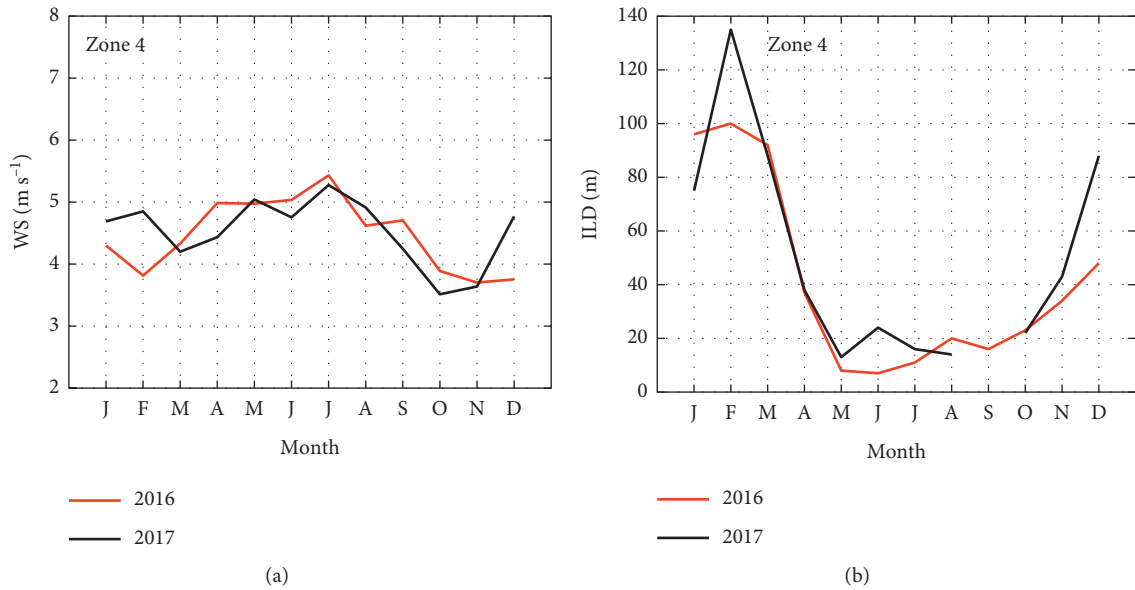 8
7
6
5
4
3
2
WS (m s⁻¹)
Zone 4
J F M A M J J A S O N D
Month
2016
2017
(a)
140
120
100
80
60
40
20
0
ILD (m)
Zone 4
J F M A M J J A S O N D
Month
2016
2017
(b)